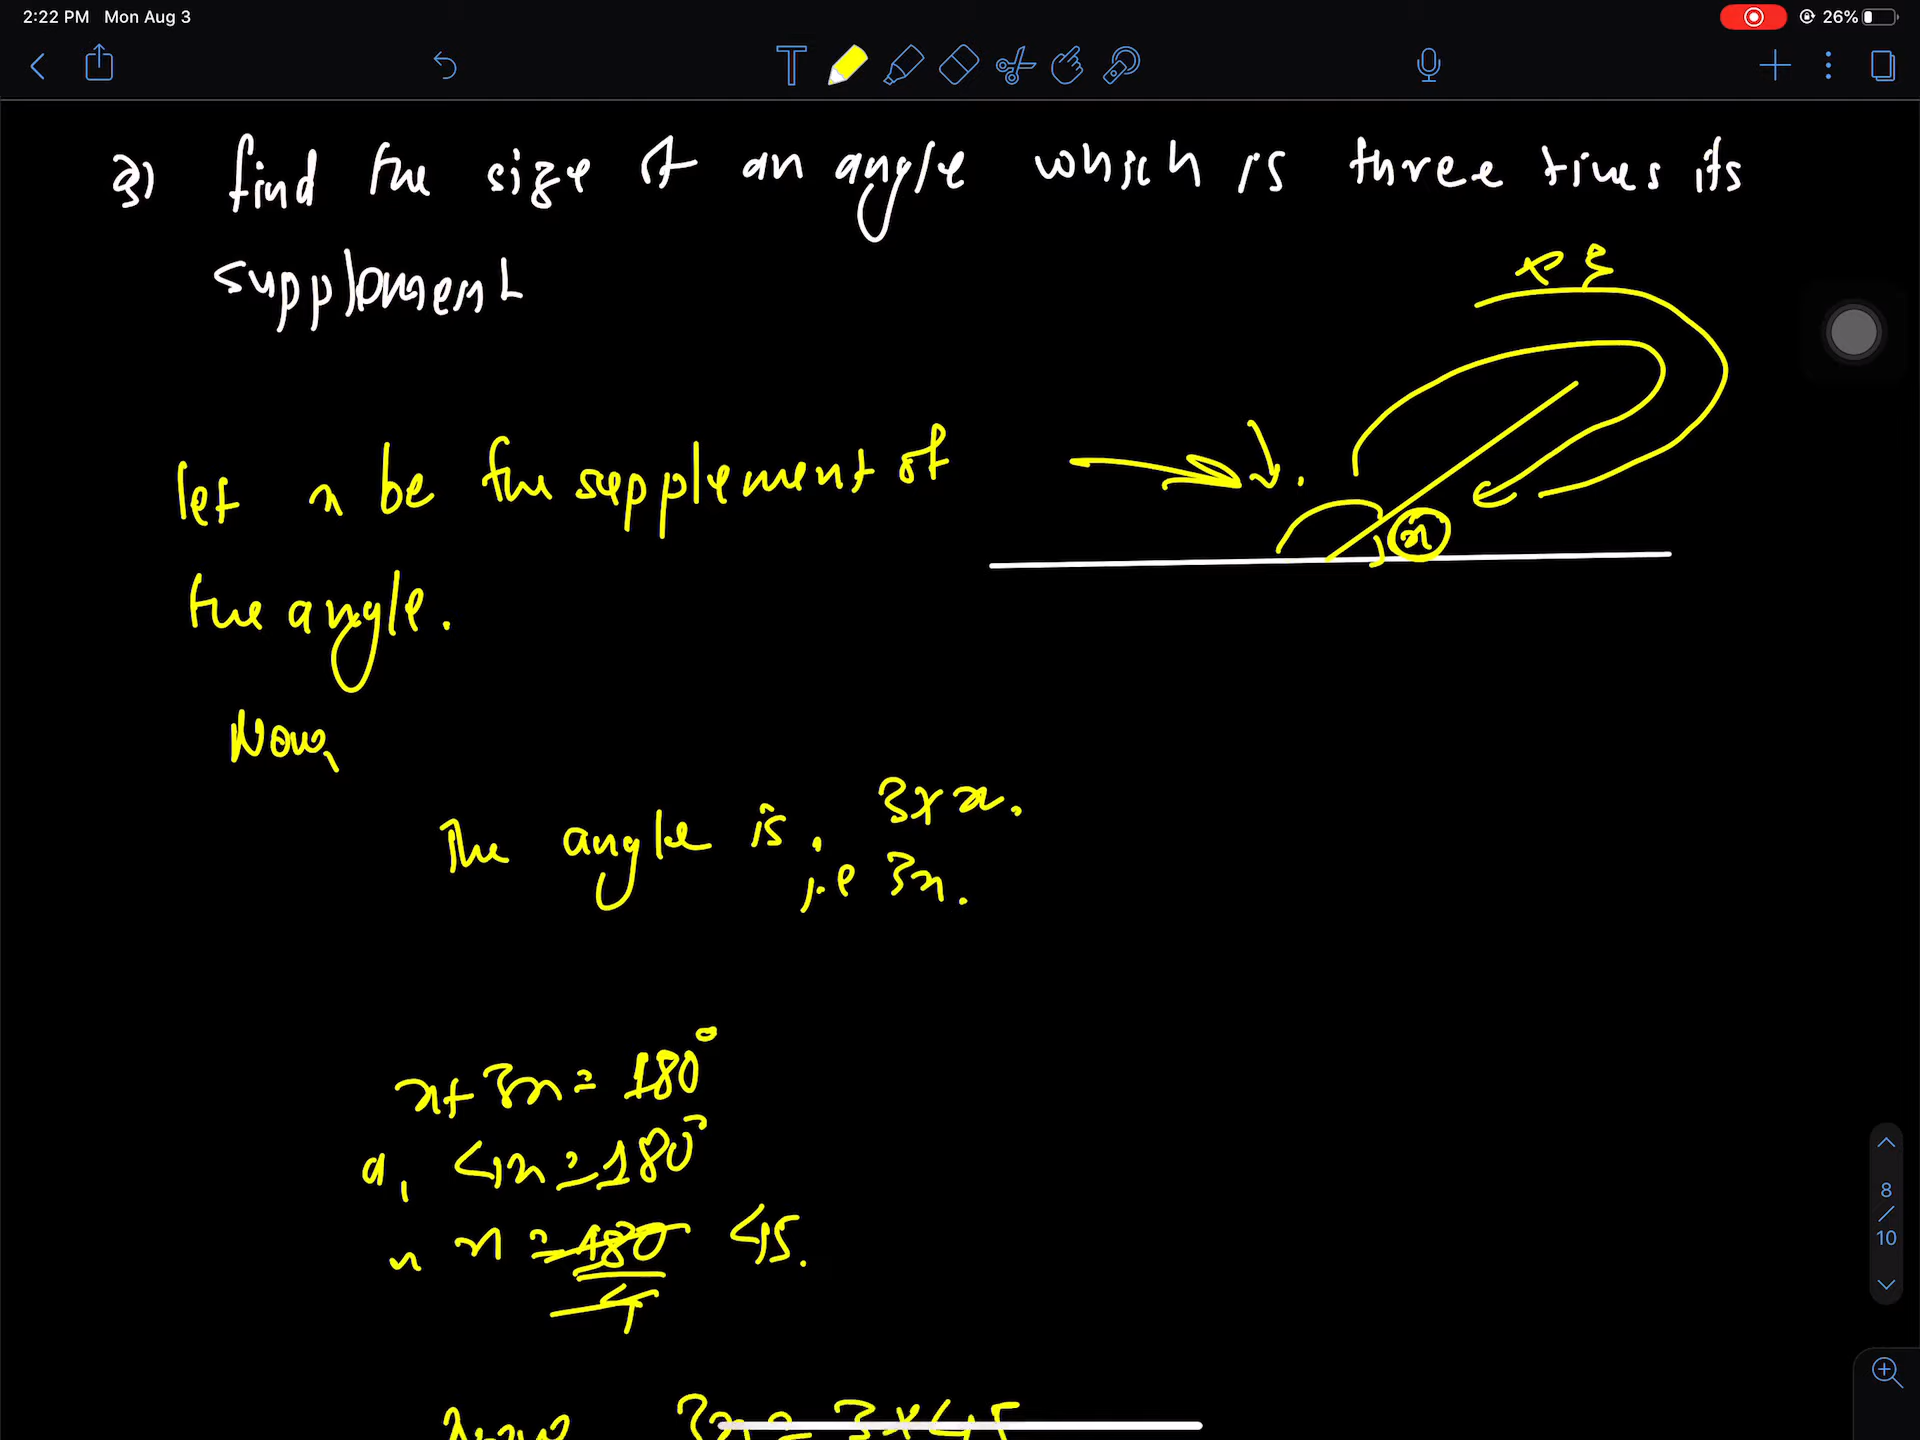 2:22 PM Mon Aug 3
26%
Q) find the size of an angle which is three times its
supplement
let x be the supplement of
the angle.
x
Now,
The angle is, 3 × x.
i.e 3x.
x + 3x = 180°
a, 4x = 180°
x = 180 45.
4
3x = 3 × 45
8
/
10